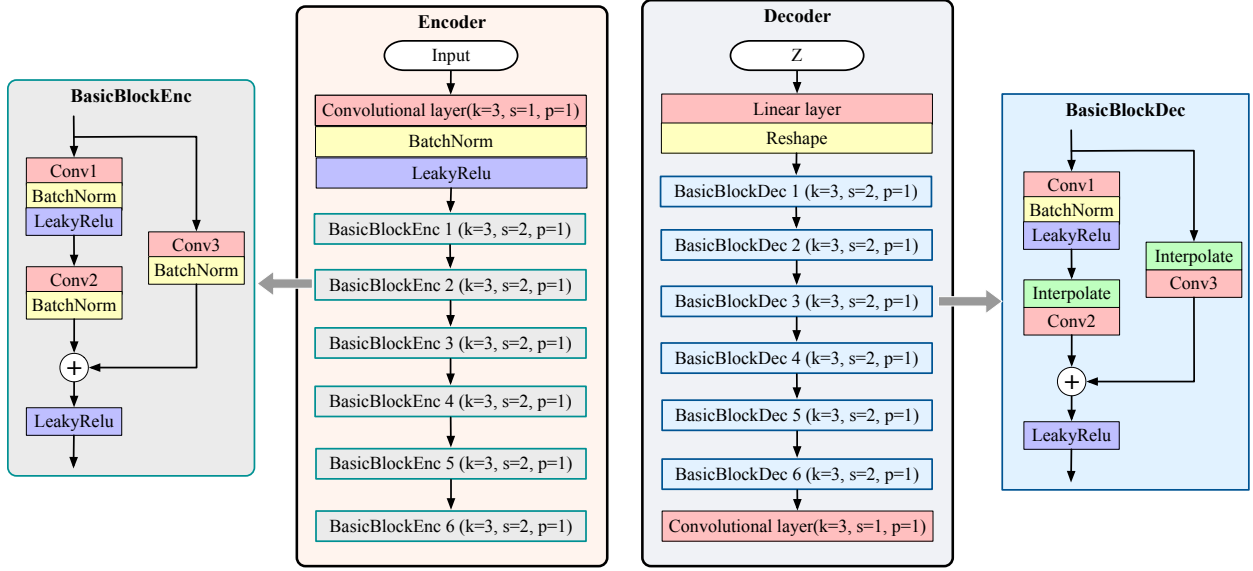 BasicBlockEnc
Conv1
BatchNorm
LeakyRelu
Conv2
BatchNorm
Conv3
BatchNorm
+
LeakyRelu
Encoder
Input
Convolutional layer(k=3, s=1, p=1)
BatchNorm
LeakyRelu
BasicBlockEnc 1 (k=3, s=2, p=1)
BasicBlockEnc 2 (k=3, s=2, p=1)
BasicBlockEnc 3 (k=3, s=2, p=1)
BasicBlockEnc 4 (k=3, s=2, p=1)
BasicBlockEnc 5 (k=3, s=2, p=1)
BasicBlockEnc 6 (k=3, s=2, p=1)
Decoder
Z
Linear layer
Reshape
BasicBlockDec 1 (k=3, s=2, p=1)
BasicBlockDec 2 (k=3, s=2, p=1)
BasicBlockDec 3 (k=3, s=2, p=1)
BasicBlockDec 4 (k=3, s=2, p=1)
BasicBlockDec 5 (k=3, s=2, p=1)
BasicBlockDec 6 (k=3, s=2, p=1)
Convolutional layer(k=3, s=1, p=1)
BasicBlockDec
Conv1
BatchNorm
LeakyRelu
Interpolate
Conv2
Interpolate
Conv3
+
LeakyRelu